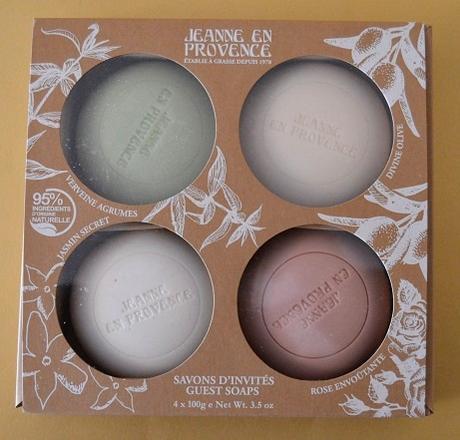 JEANNE EN
PROVENCE
ÉTABLIE À GRASSE DEPUIS 1978
JEANNE
EN PROVENCE
JEANNE
EN PROVENCE
VERVEINE AGRUMES
DIVINE OLIVE
95%
INGRÉDIENTS
D'ORIGINE
NATURELLE
JASMIN SECRET
JEANNE
EN PROVENCE
JEANNE
EN PROVENCE
ROSE ENVOÛTANTE
SAVONS D'INVITÉS
GUEST SOAPS
4 x 100g e Net Wt. 3.5 oz